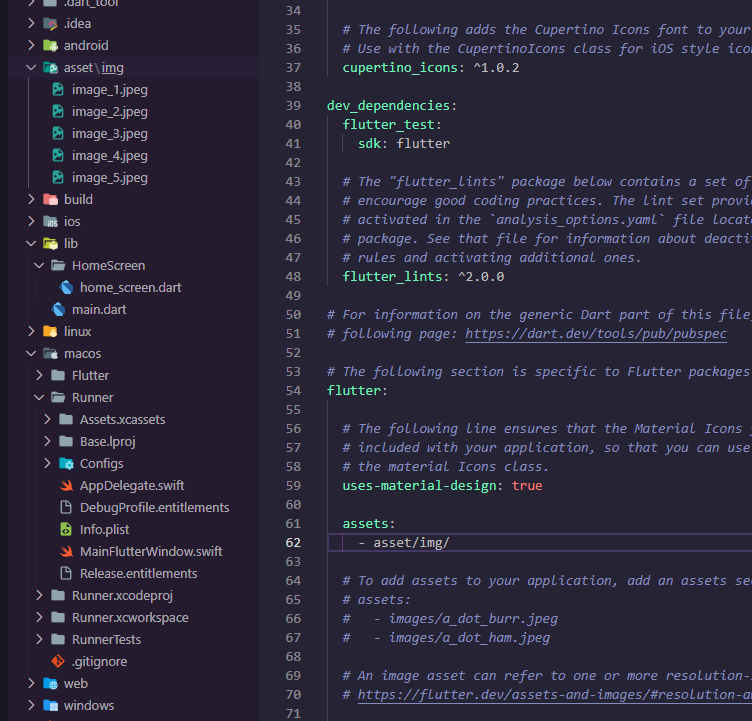 .dart_tool
.idea
android
asset\img
image_1.jpeg
image_2.jpeg
image_3.jpeg
image_4.jpeg
image_5.jpeg
build
ios
lib
HomeScreen
home_screen.dart
main.dart
linux
macos
Flutter
Runner
Assets.xcassets
Base.lproj
Configs
AppDelegate.swift
DebugProfile.entitlements
Info.plist
MainFlutterWindow.swift
Release.entitlements
Runner.xcodeproj
Runner.xcworkspace
RunnerTests
.gitignore
web
windows
34
35 # The following adds the Cupertino Icons font to your
36 # Use with the CupertinoIcons class for iOS style ico
37 cupertino_icons: ^1.0.2
38
39 dev_dependencies:
40 flutter_test:
41 sdk: flutter
42
43 # The "flutter_lints" package below contains a set of
44 # encourage good coding practices. The lint set provi
45 # activated in the `analysis_options.yaml` file locat
46 # package. See that file for information about deacti
47 # rules and activating additional ones.
48 flutter_lints: ^2.0.0
49
50 # For information on the generic Dart part of this file,
51 # following page: https://dart.dev/tools/pub/pubspec
52
53 # The following section is specific to Flutter packages
54 flutter:
55
56 # The following line ensures that the Material Icons
57 # included with your application, so that you can use
58 # the material Icons class.
59 uses-material-design: true
60
61 assets:
62 - asset/img/
63
64 # To add assets to your application, add an assets se
65 # assets:
66 # - images/a_dot_burr.jpeg
67 # - images/a_dot_ham.jpeg
68
69 # An image asset can refer to one or more resolution-
70 # https://flutter.dev/assets-and-images/#resolution-a
71